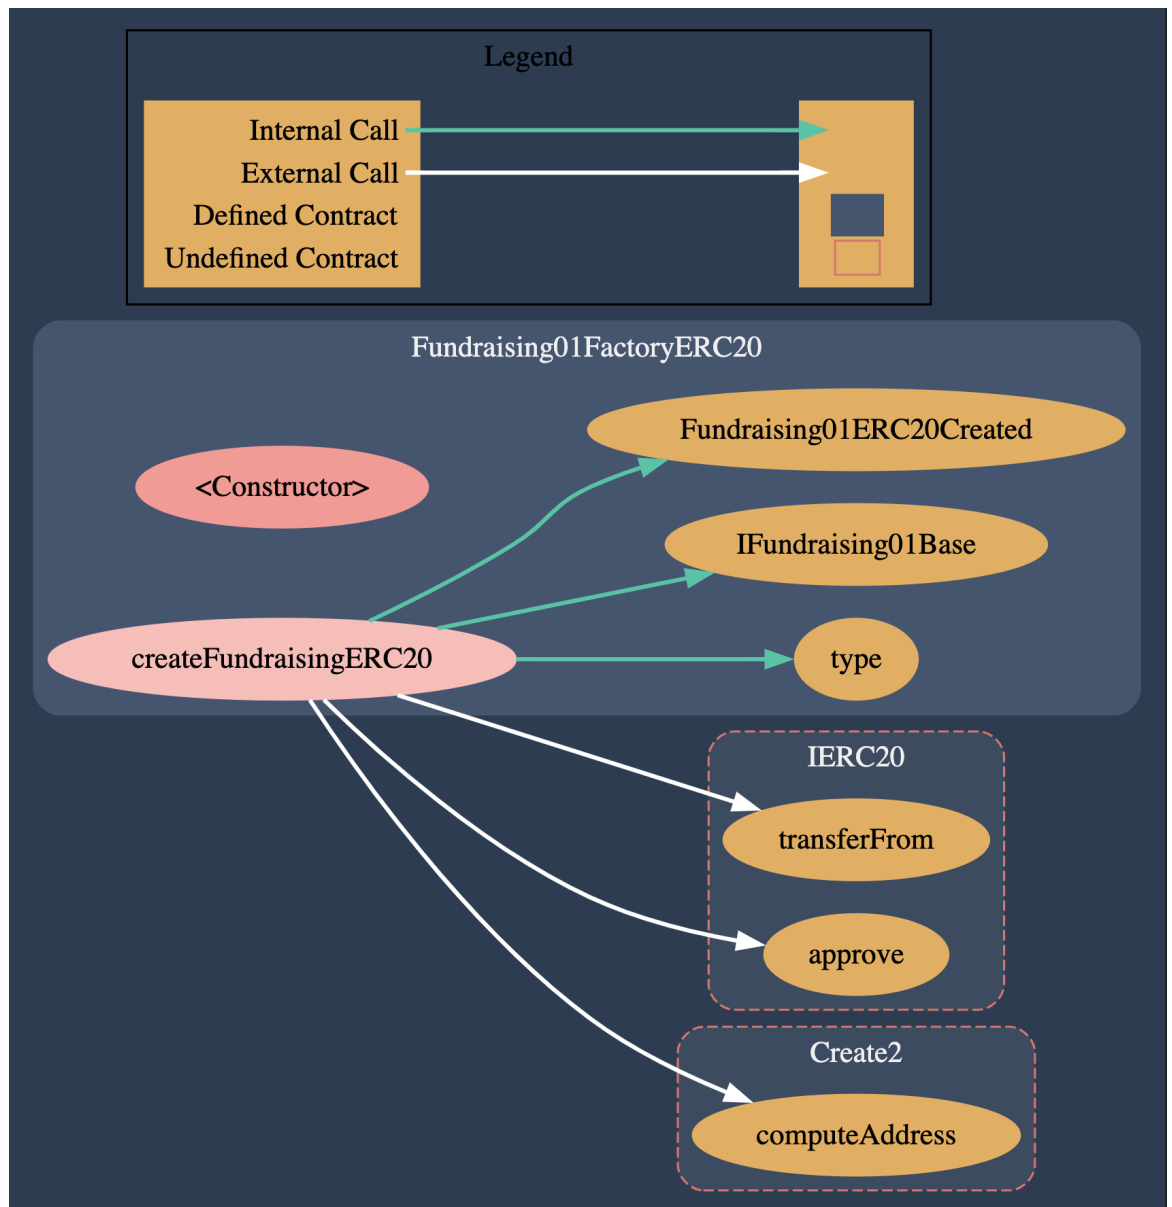 Legend
Internal Call
External Call
Defined Contract
Undefined Contract
Fundraising01FactoryERC20
Fundraising01ERC20Created
<Constructor>
IFundraising01Base
createFundraisingERC20
type
IERC20
transferFrom
approve
Create2
computeAddress